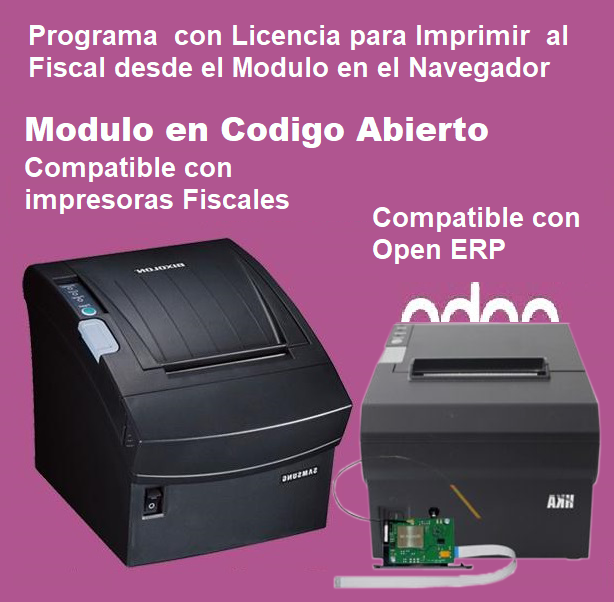 Programa con Licencia para Imprimir al
Fiscal desde el Modulo en el Navegador
Modulo en Codigo Abierto
Compatible con
impresoras Fiscales
Compatible con
Open ERP
odoo
BIXOLON
SAMSUNG
HKA